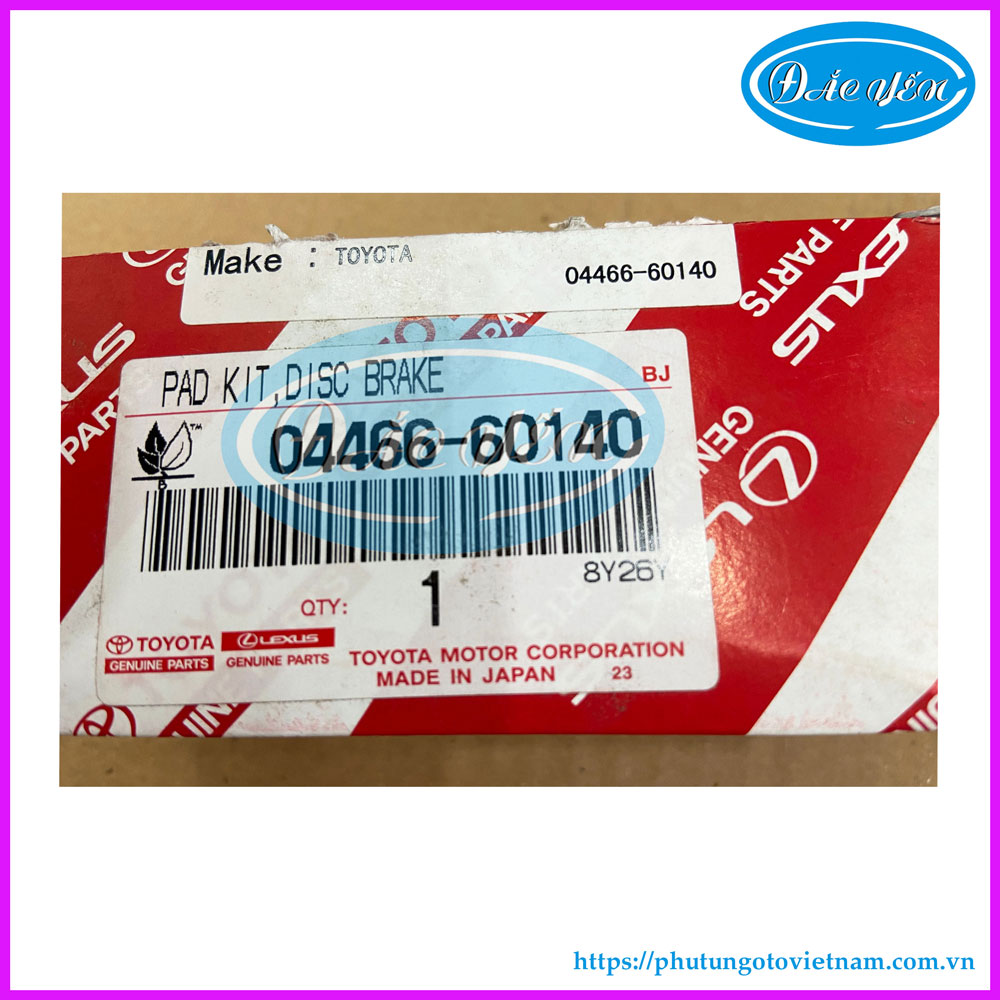 ĐẮC YẾN
Make : TOYOTA
04466-60140
PARTS
LEXUS
PAD KIT, DISC BRAKE
BJ
04466-60140
™
B
8Y26Y
QTY: 1
TOYOTA
GENUINE PARTS
LEXUS
GENUINE PARTS
TOYOTA MOTOR CORPORATION
MADE IN JAPAN 23
https://phutungotovietnam.com.vn